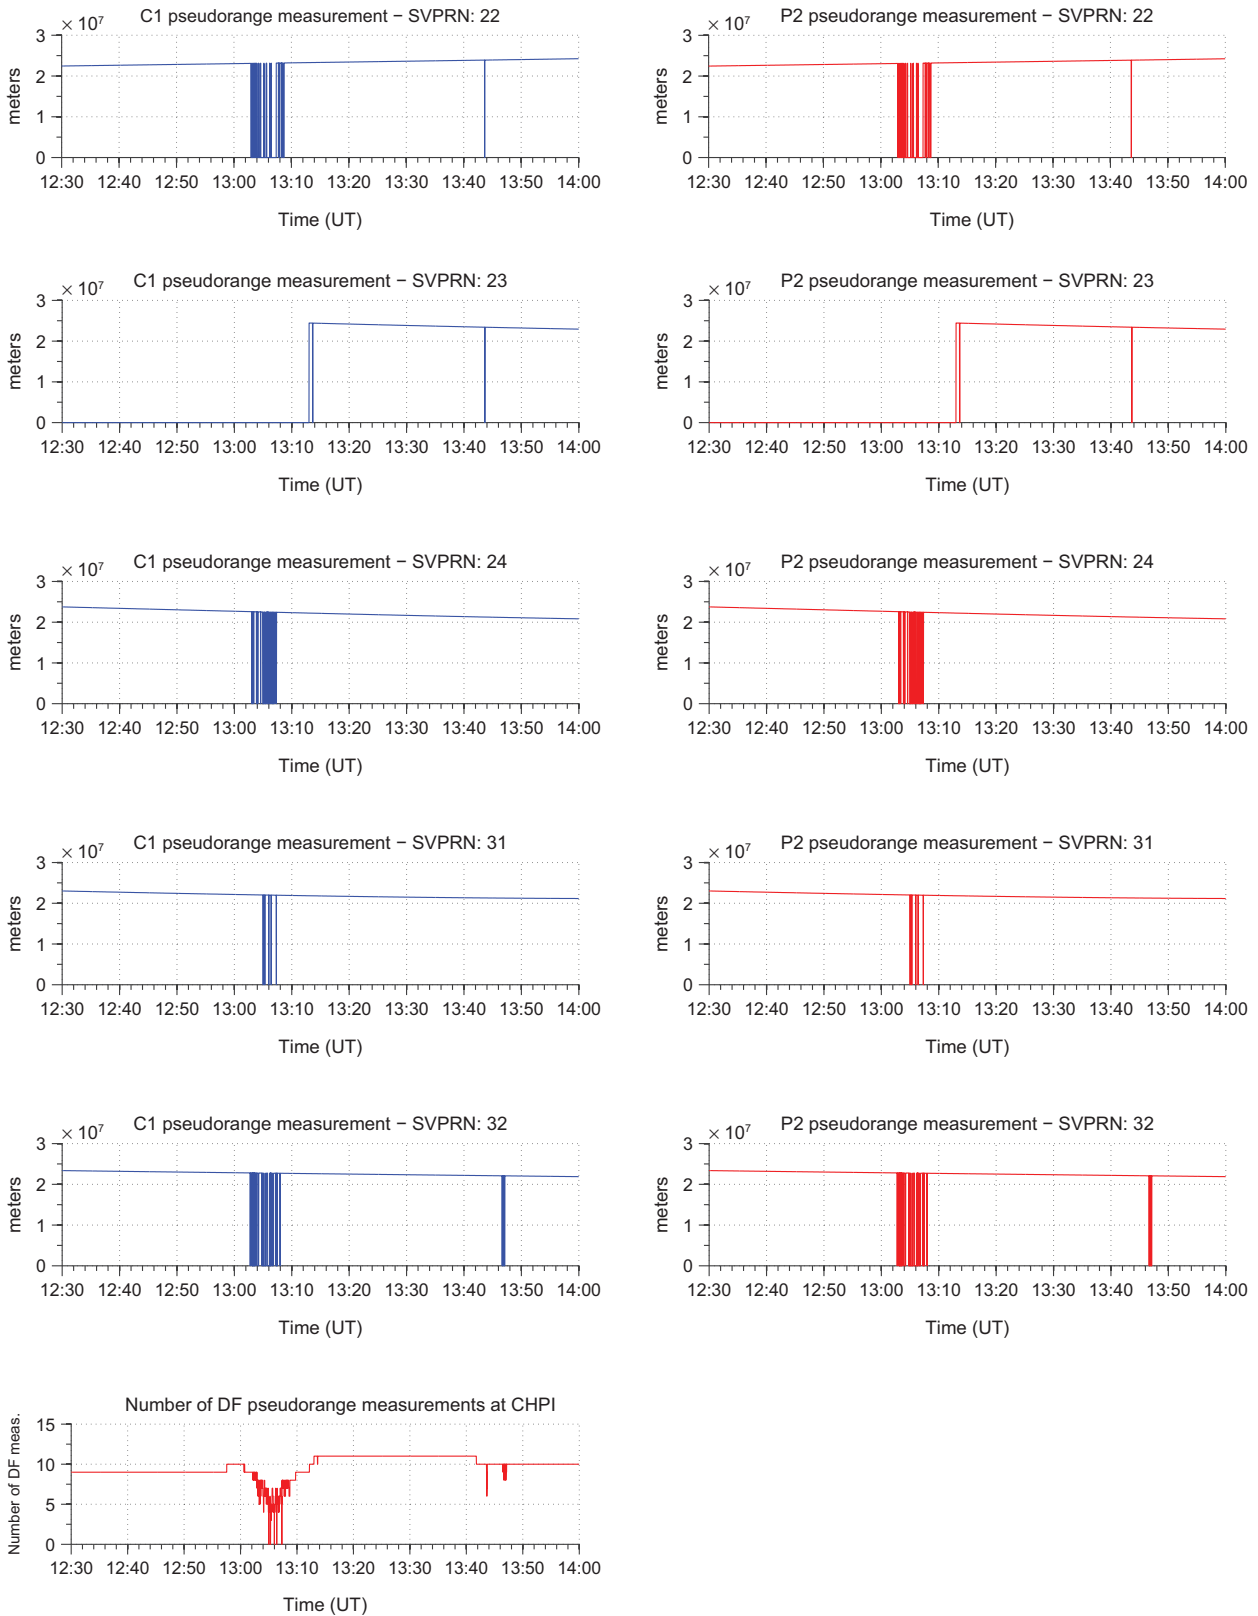 C1 pseudorange measurement − SVPRN: 22
× 10⁷
3
2
1
0
meters
12:30 12:40 12:50 13:00 13:10 13:20 13:30 13:40 13:50 14:00
Time (UT)
P2 pseudorange measurement − SVPRN: 22
× 10⁷
3
2
1
0
meters
12:30 12:40 12:50 13:00 13:10 13:20 13:30 13:40 13:50 14:00
Time (UT)
C1 pseudorange measurement − SVPRN: 23
× 10⁷
3
2
1
0
meters
12:30 12:40 12:50 13:00 13:10 13:20 13:30 13:40 13:50 14:00
Time (UT)
P2 pseudorange measurement − SVPRN: 23
× 10⁷
3
2
1
0
meters
12:30 12:40 12:50 13:00 13:10 13:20 13:30 13:40 13:50 14:00
Time (UT)
C1 pseudorange measurement − SVPRN: 24
× 10⁷
3
2
1
0
meters
12:30 12:40 12:50 13:00 13:10 13:20 13:30 13:40 13:50 14:00
Time (UT)
P2 pseudorange measurement − SVPRN: 24
× 10⁷
3
2
1
0
meters
12:30 12:40 12:50 13:00 13:10 13:20 13:30 13:40 13:50 14:00
Time (UT)
C1 pseudorange measurement − SVPRN: 31
× 10⁷
3
2
1
0
meters
12:30 12:40 12:50 13:00 13:10 13:20 13:30 13:40 13:50 14:00
Time (UT)
P2 pseudorange measurement − SVPRN: 31
× 10⁷
3
2
1
0
meters
12:30 12:40 12:50 13:00 13:10 13:20 13:30 13:40 13:50 14:00
Time (UT)
C1 pseudorange measurement − SVPRN: 32
× 10⁷
3
2
1
0
meters
12:30 12:40 12:50 13:00 13:10 13:20 13:30 13:40 13:50 14:00
Time (UT)
P2 pseudorange measurement − SVPRN: 32
× 10⁷
3
2
1
0
meters
12:30 12:40 12:50 13:00 13:10 13:20 13:30 13:40 13:50 14:00
Time (UT)
Number of DF pseudorange measurements at CHPI
15
10
5
0
Number of DF meas.
12:30 12:40 12:50 13:00 13:10 13:20 13:30 13:40 13:50 14:00
Time (UT)